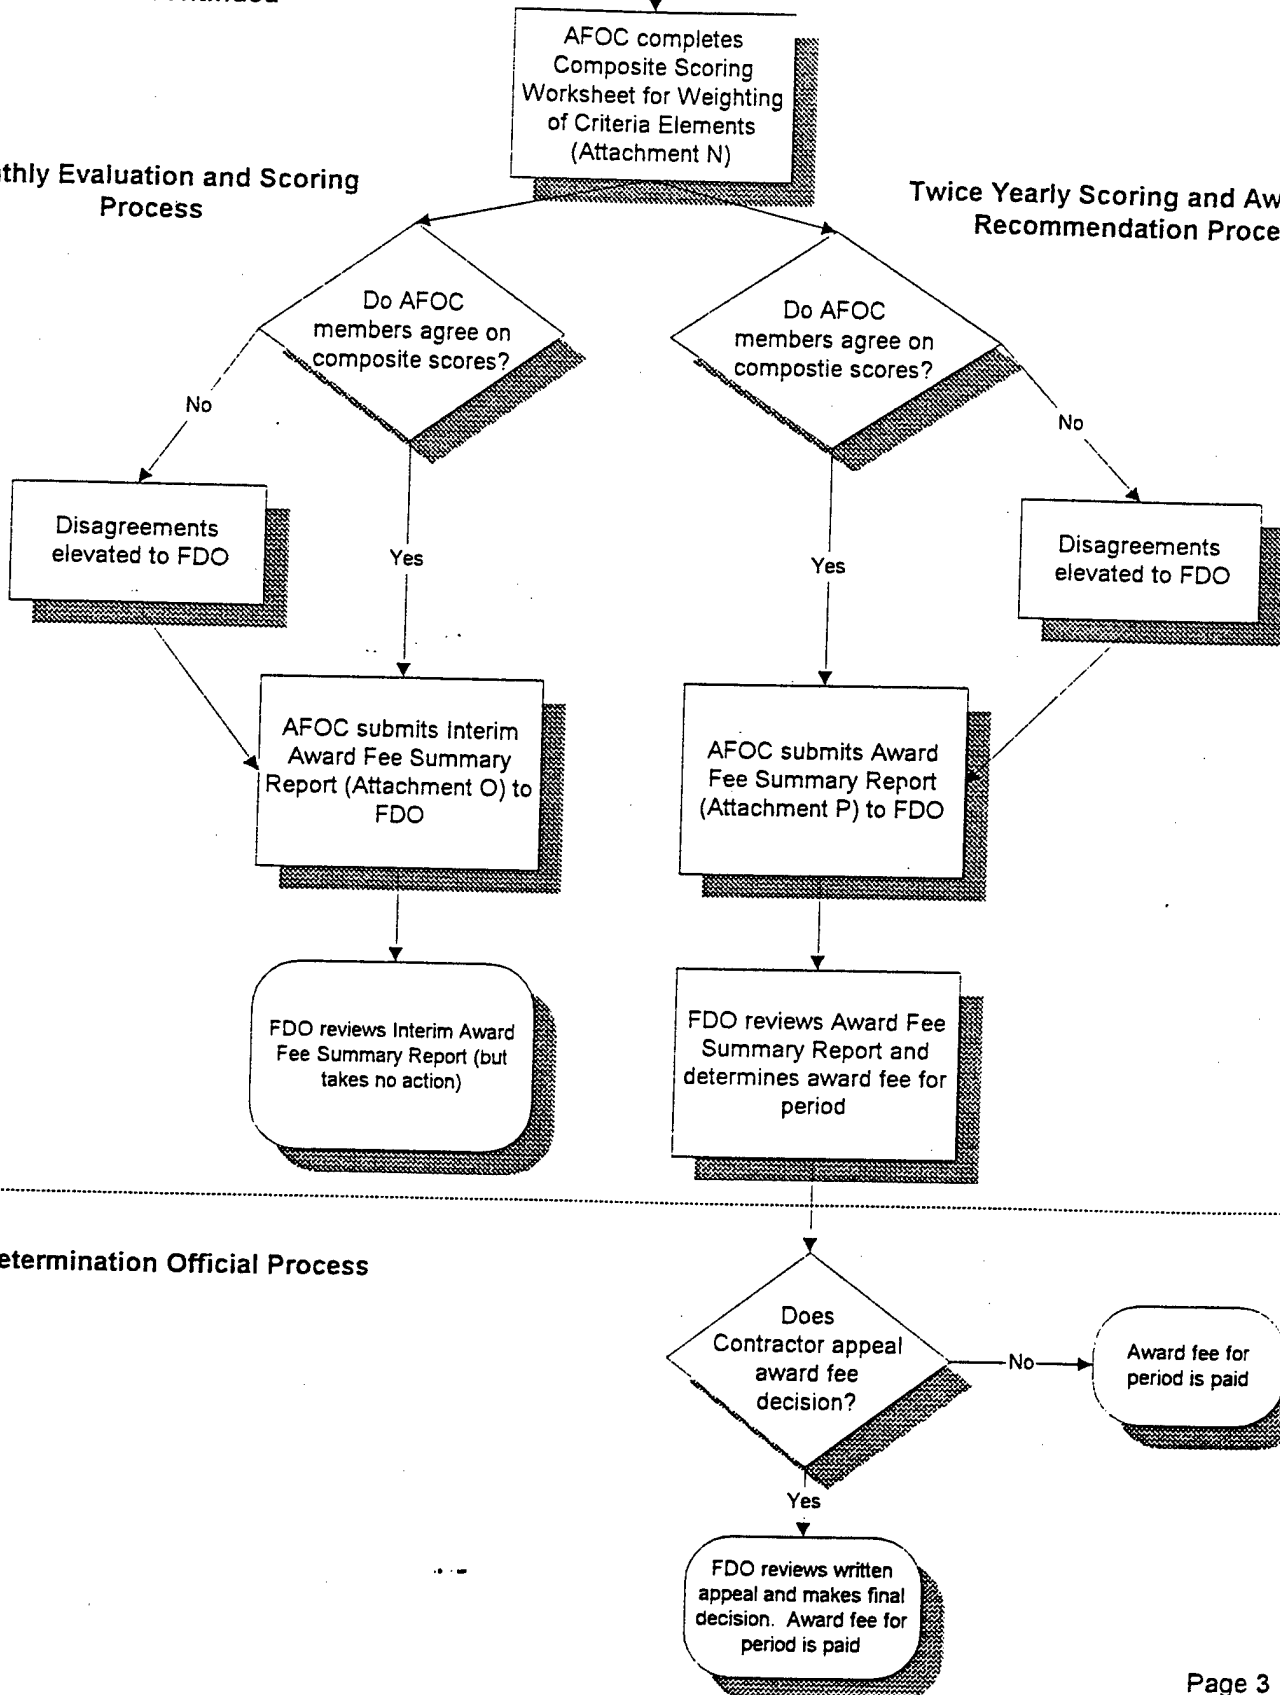 AFOC completes
Composite Scoring
Worksheet for Weighting
of Criteria Elements
(Attachment N)
Evaluation and Scoring
Process
Twice Yearly Scoring and
Recommendation
Do AFOC
members agree on
composite scores?
Do AFOC
members agree on
compostie scores?
No
No
Disagreements
elevated to FDO
Yes
Yes
Disagreements
elevated to FDO
AFOC submits Interim
Award Fee Summary
Report (Attachment O) to
FDO
AFOC submits Award
Fee Summary Report
(Attachment P) to FDO
FDO reviews Interim Award
Fee Summary Report (but
takes no action)
FDO reviews Award Fee
Summary Report and
determines award fee for
period
Official Process
Does
Contractor appeal
award fee
decision?
No
Award fee for
period is paid
Yes
FDO reviews written
appeal and makes final
decision. Award fee for
period is paid
Page 3